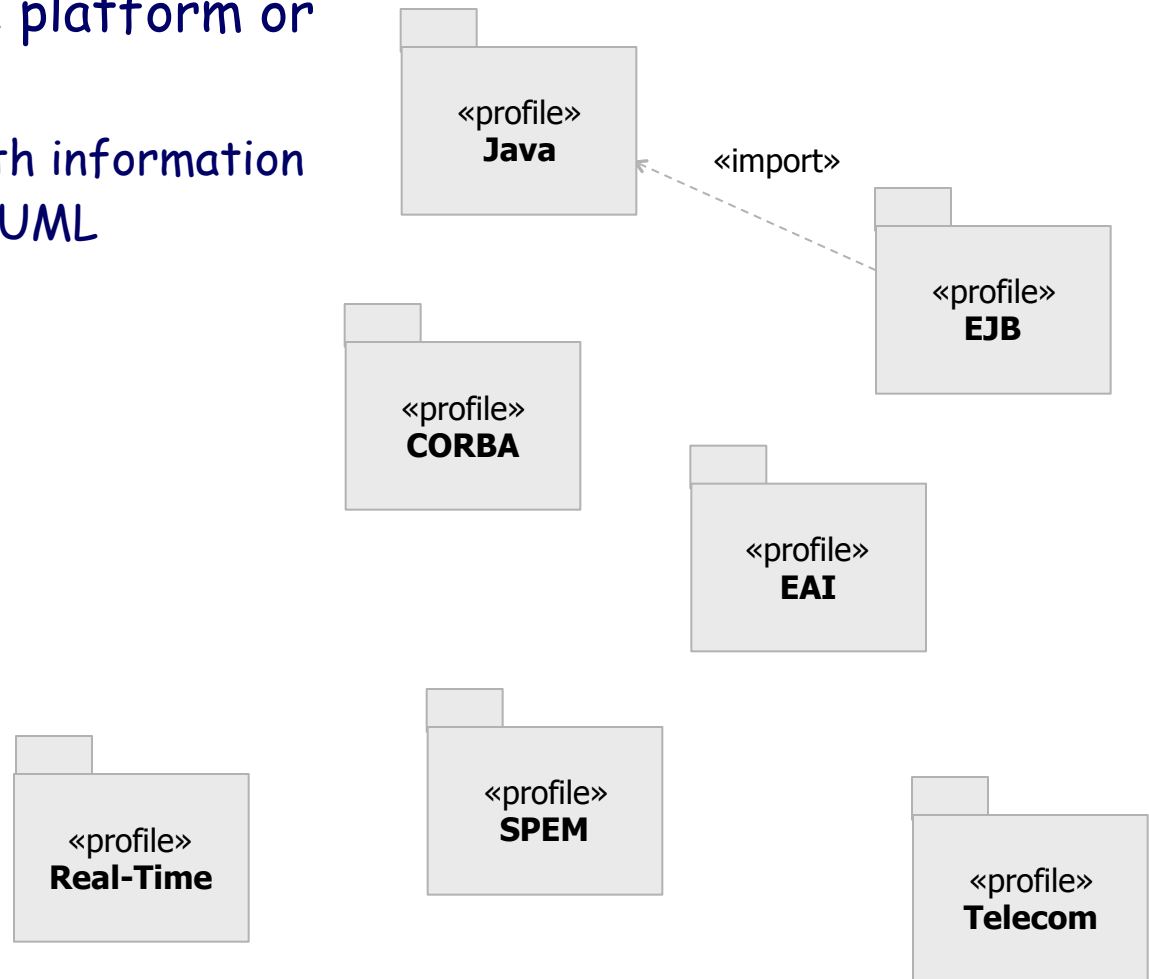 platform or
th information
UML
«profile»
Java
«import»
«profile»
EJB
«profile»
CORBA
«profile»
EAI
«profile»
SPEM
«profile»
Real-Time
«profile»
Telecom